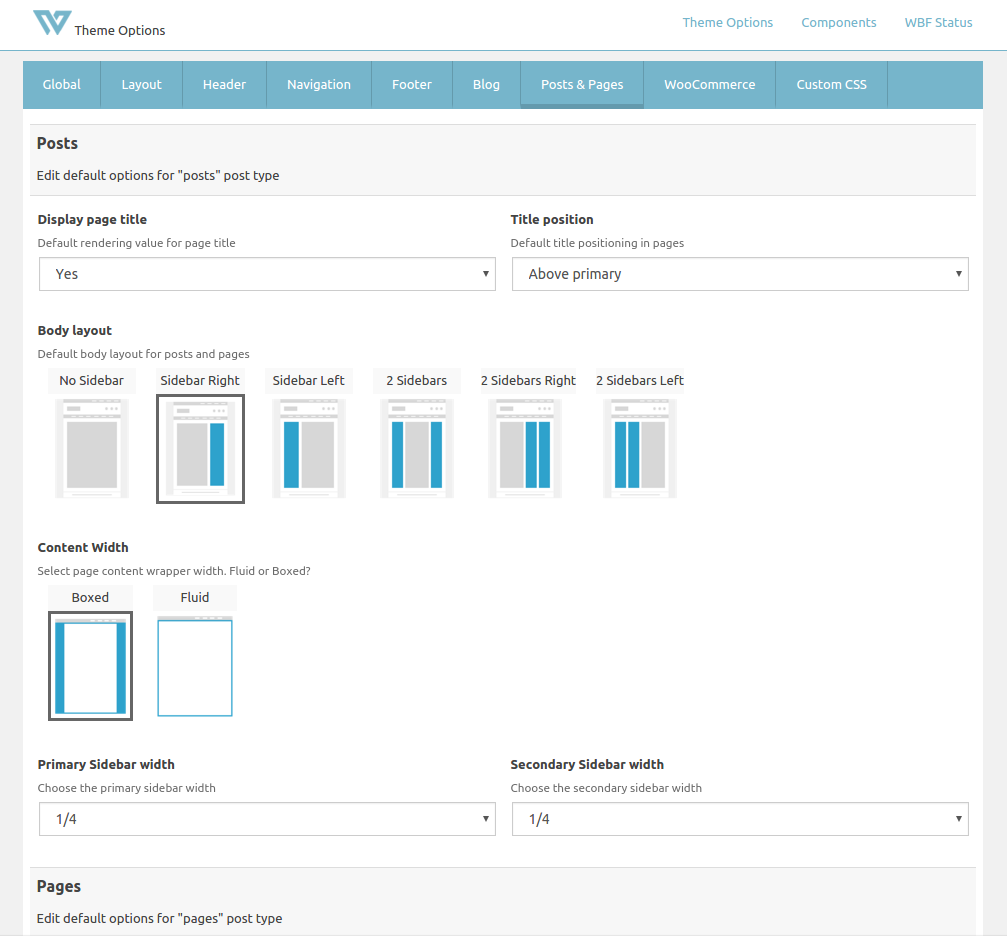 Theme Options
Theme Options Components WBF Status
Global Layout Header Navigation Footer Blog Posts & Pages WooCommerce Custom CSS
Posts
Edit default options for "posts" post type
Display page title
Default rendering value for page title
Yes
Title position
Default title positioning in pages
Above primary
Body layout
Default body layout for posts and pages
No Sidebar Sidebar Right Sidebar Left 2 Sidebars 2 Sidebars Right 2 Sidebars Left
Content Width
Select page content wrapper width. Fluid or Boxed?
Boxed Fluid
Primary Sidebar width
Choose the primary sidebar width
1/4
Secondary Sidebar width
Choose the secondary sidebar width
1/4
Pages
Edit default options for "pages" post type